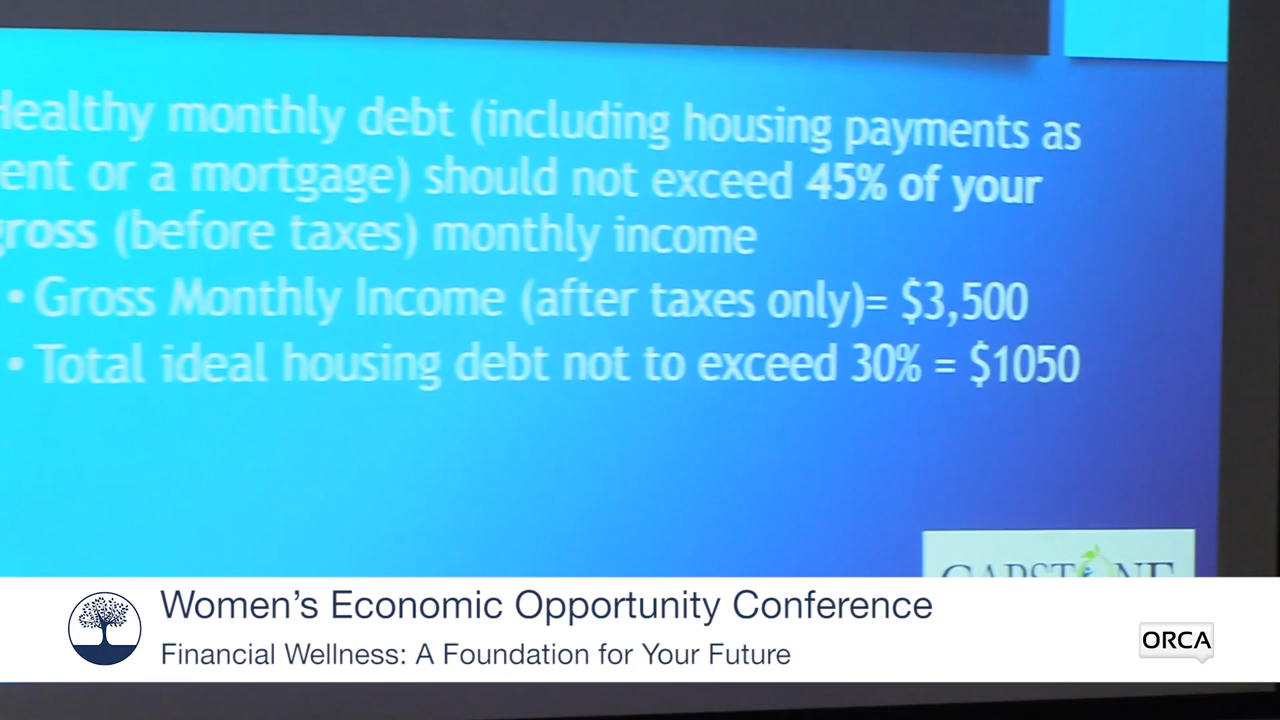 Healthy monthly debt (including housing payments as
rent or a mortgage) should not exceed 45% of your
gross (before taxes) monthly income
• Gross Monthly Income (after taxes only)= $3,500
• Total ideal housing debt not to exceed 30% = $1050
CAPSTONE
Women's Economic Opportunity Conference
Financial Wellness: A Foundation for Your Future
ORCA